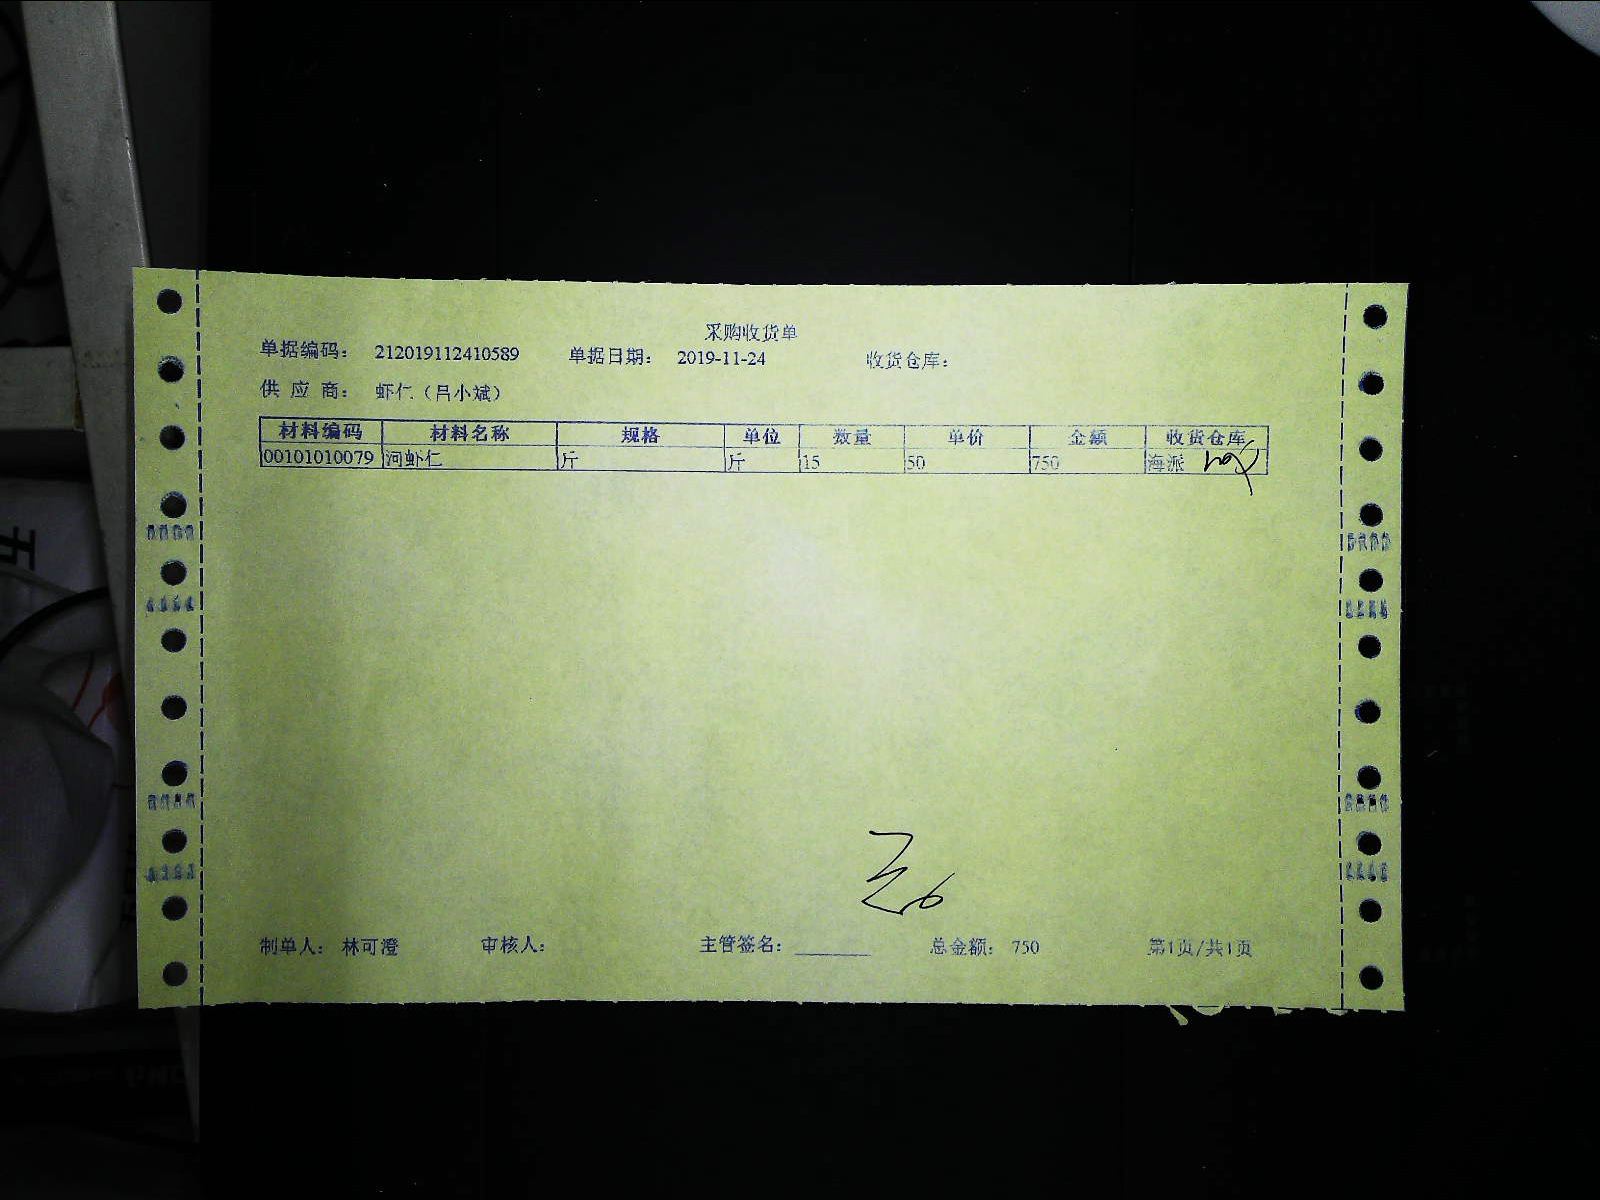 采购收货单
单据编码： 212019112410589 单据日期： 2019-11-24 收货仓库：
供 应 商： 虾仁（吕小斌）
材料编码 材料名称 规格 单位 数量 单价 金额 收货仓库
00101010079 河虾仁 斤 斤 15 50 750 海派
制单人： 林可澄 审核人： 主管签名： 总金额： 750 第1页/共1页